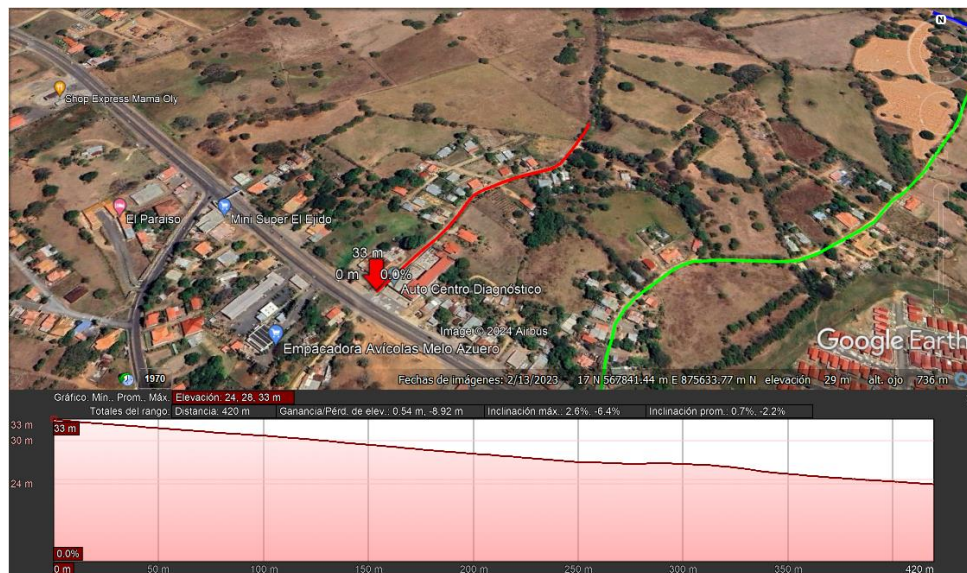 N
Shop Express Mama Oly
El Paraiso
Mini Super El Ejido
33 m
0 m 0.0%
Auto Centro Diagnostico
Image © 2024 Airbus
Empacadora Avícolas Melo Azuero
Google Earth
1970
Fechas de imágenes: 2/13/2023 17 N 567841.44 m E 875633.77 m N elevación 29 m alt. ojo 736 m
Gráfico: Mín., Prom., Máx. Elevación: 24, 28, 33 m
Totales del rango: Distancia: 420 m Ganancia/Pérd. de elev.: 0.54 m, -8.92 m Inclinación máx.: 2.6%, -6.4% Inclinación prom.: 0.7%, -2.2%
33 m 33 m
30 m
24 m
0.0%
0 m 50 m 100 m 150 m 200 m 250 m 300 m 350 m 420 m